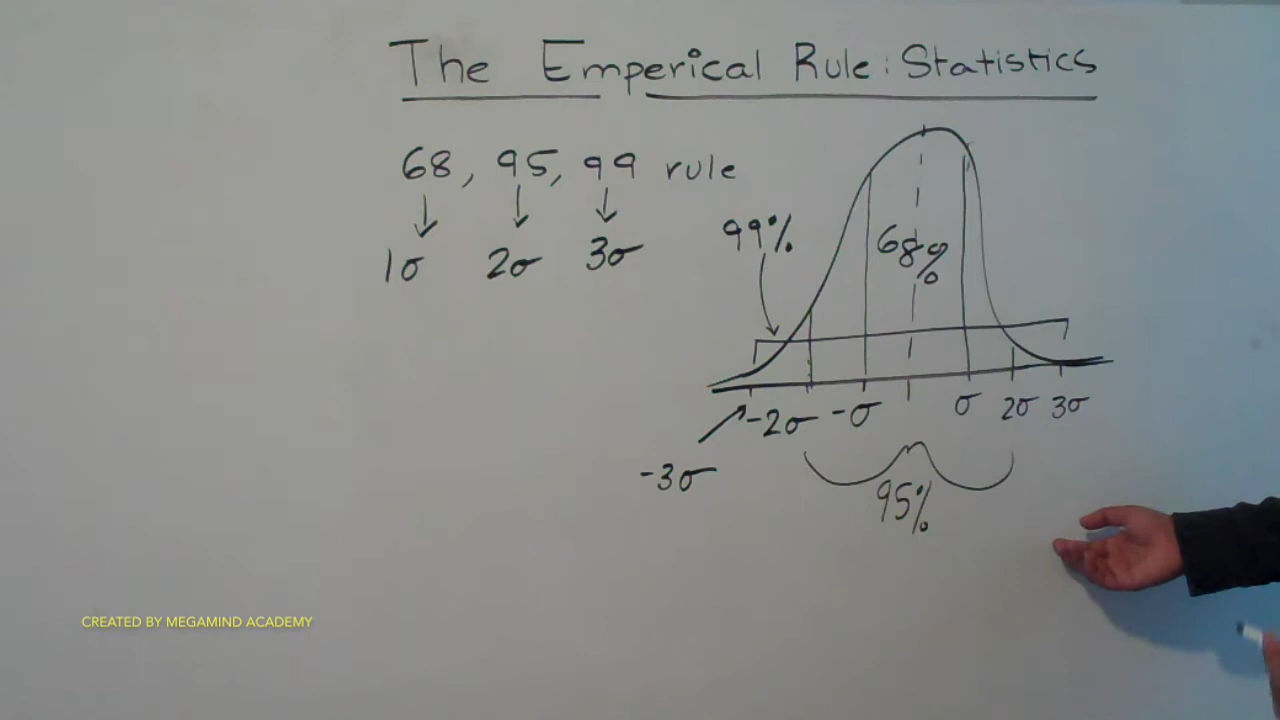 The Emperical Rule: Statistics
68, 95, 99 rule
1σ 2σ 3σ
99%
68%
-3σ -2σ -σ σ 2σ 3σ
95%
CREATED BY MEGAMIND ACADEMY